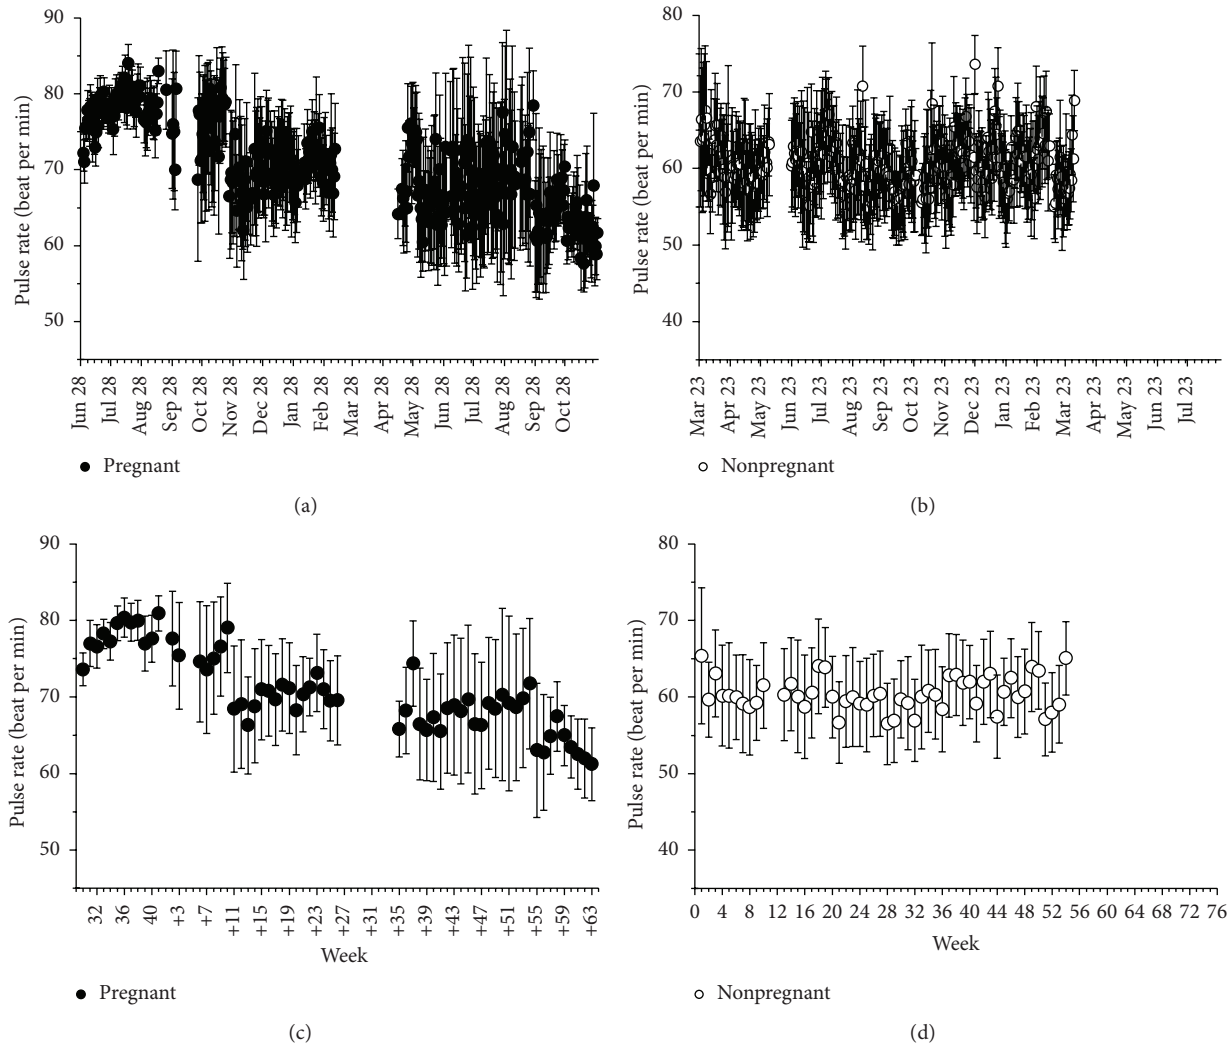 90
80
70
60
50
Pulse rate (beat per min)
Jun 28
Jul 28
Aug 28
Sep 28
Oct 28
Nov 28
Dec 28
Jan 28
Feb 28
Mar 28
Apr 28
May 28
Jun 28
Jul 28
Aug 28
Sep 28
Oct 28
Pregnant
(a)
80
70
60
50
40
Pulse rate (beat per min)
Mar 23
Apr 23
May 23
Jun 23
Jul 23
Aug 23
Sep 23
Oct 23
Nov 23
Dec 23
Jan 23
Feb 23
Mar 23
Apr 23
May 23
Jun 23
Jul 23
Nonpregnant
(b)
90
80
70
60
50
Pulse rate (beat per min)
32
36
40
+3
+7
+11
+15
+19
+23
+27
+31
+35
+39
+43
+47
+51
+55
+59
+63
Week
Pregnant
(c)
80
70
60
50
40
Pulse rate (beat per min)
0 4 8 12 16 20 24 28 32 36 40 44 48 52 56 60 64 68 72 76
Week
Nonpregnant
(d)